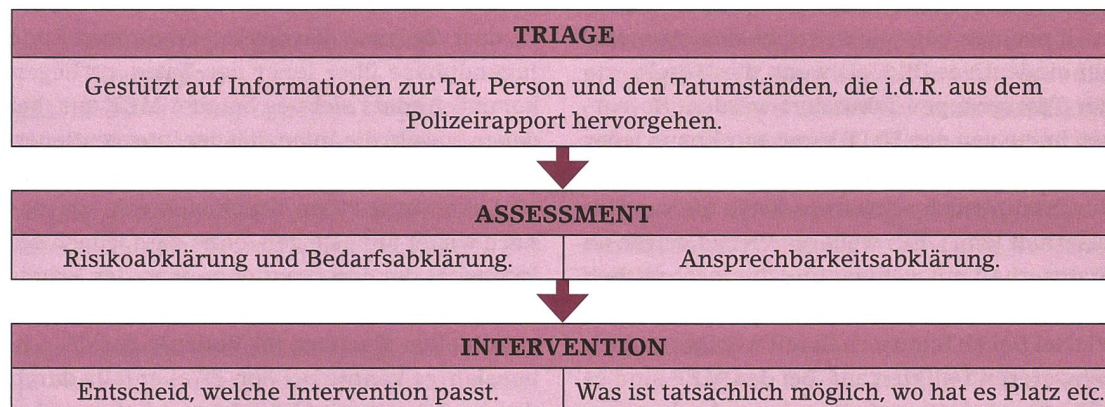 TRIAGE
Gestützt auf Informationen zur Tat, Person und den Tatumständen, die i.d.R. aus dem
Polizeirapport hervorgehen.
ASSESSMENT
Risikoabklärung und Bedarfsabklärung.
Ansprechbarkeitsabklärung.
INTERVENTION
Entscheid, welche Intervention passt.
Was ist tatsächlich möglich, wo hat es Platz etc.